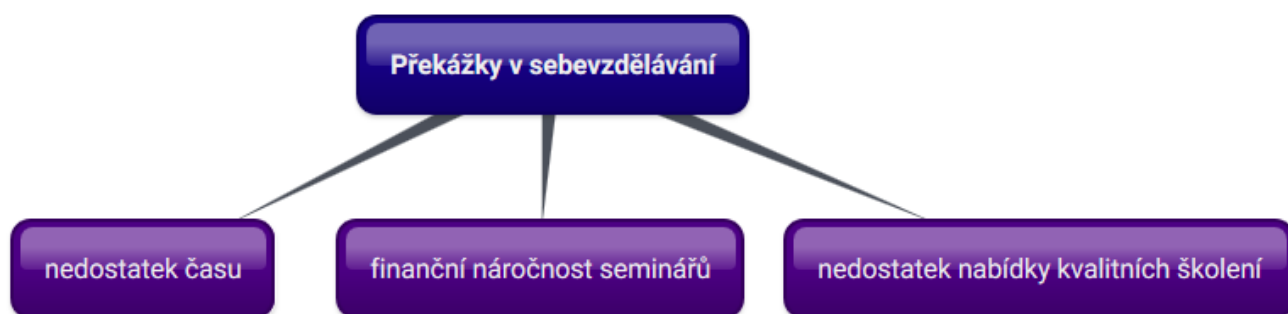 Překážky v sebevzdělávání
nedostatek času
finanční náročnost seminářů
nedostatek nabídky kvalitních školení